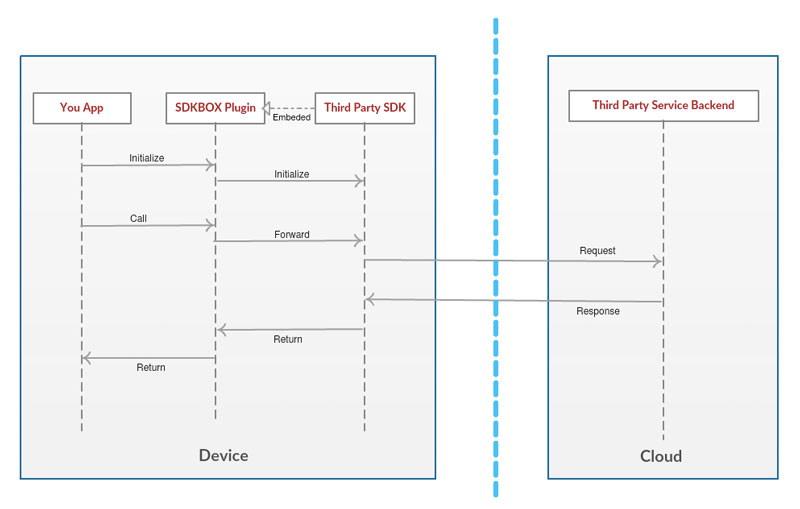 You App
SDKBOX Plugin
Third Party SDK
Third Party Service Backend
Embeded
Initialize
Initialize
Call
Forward
Request
Response
Return
Return
Device
Cloud